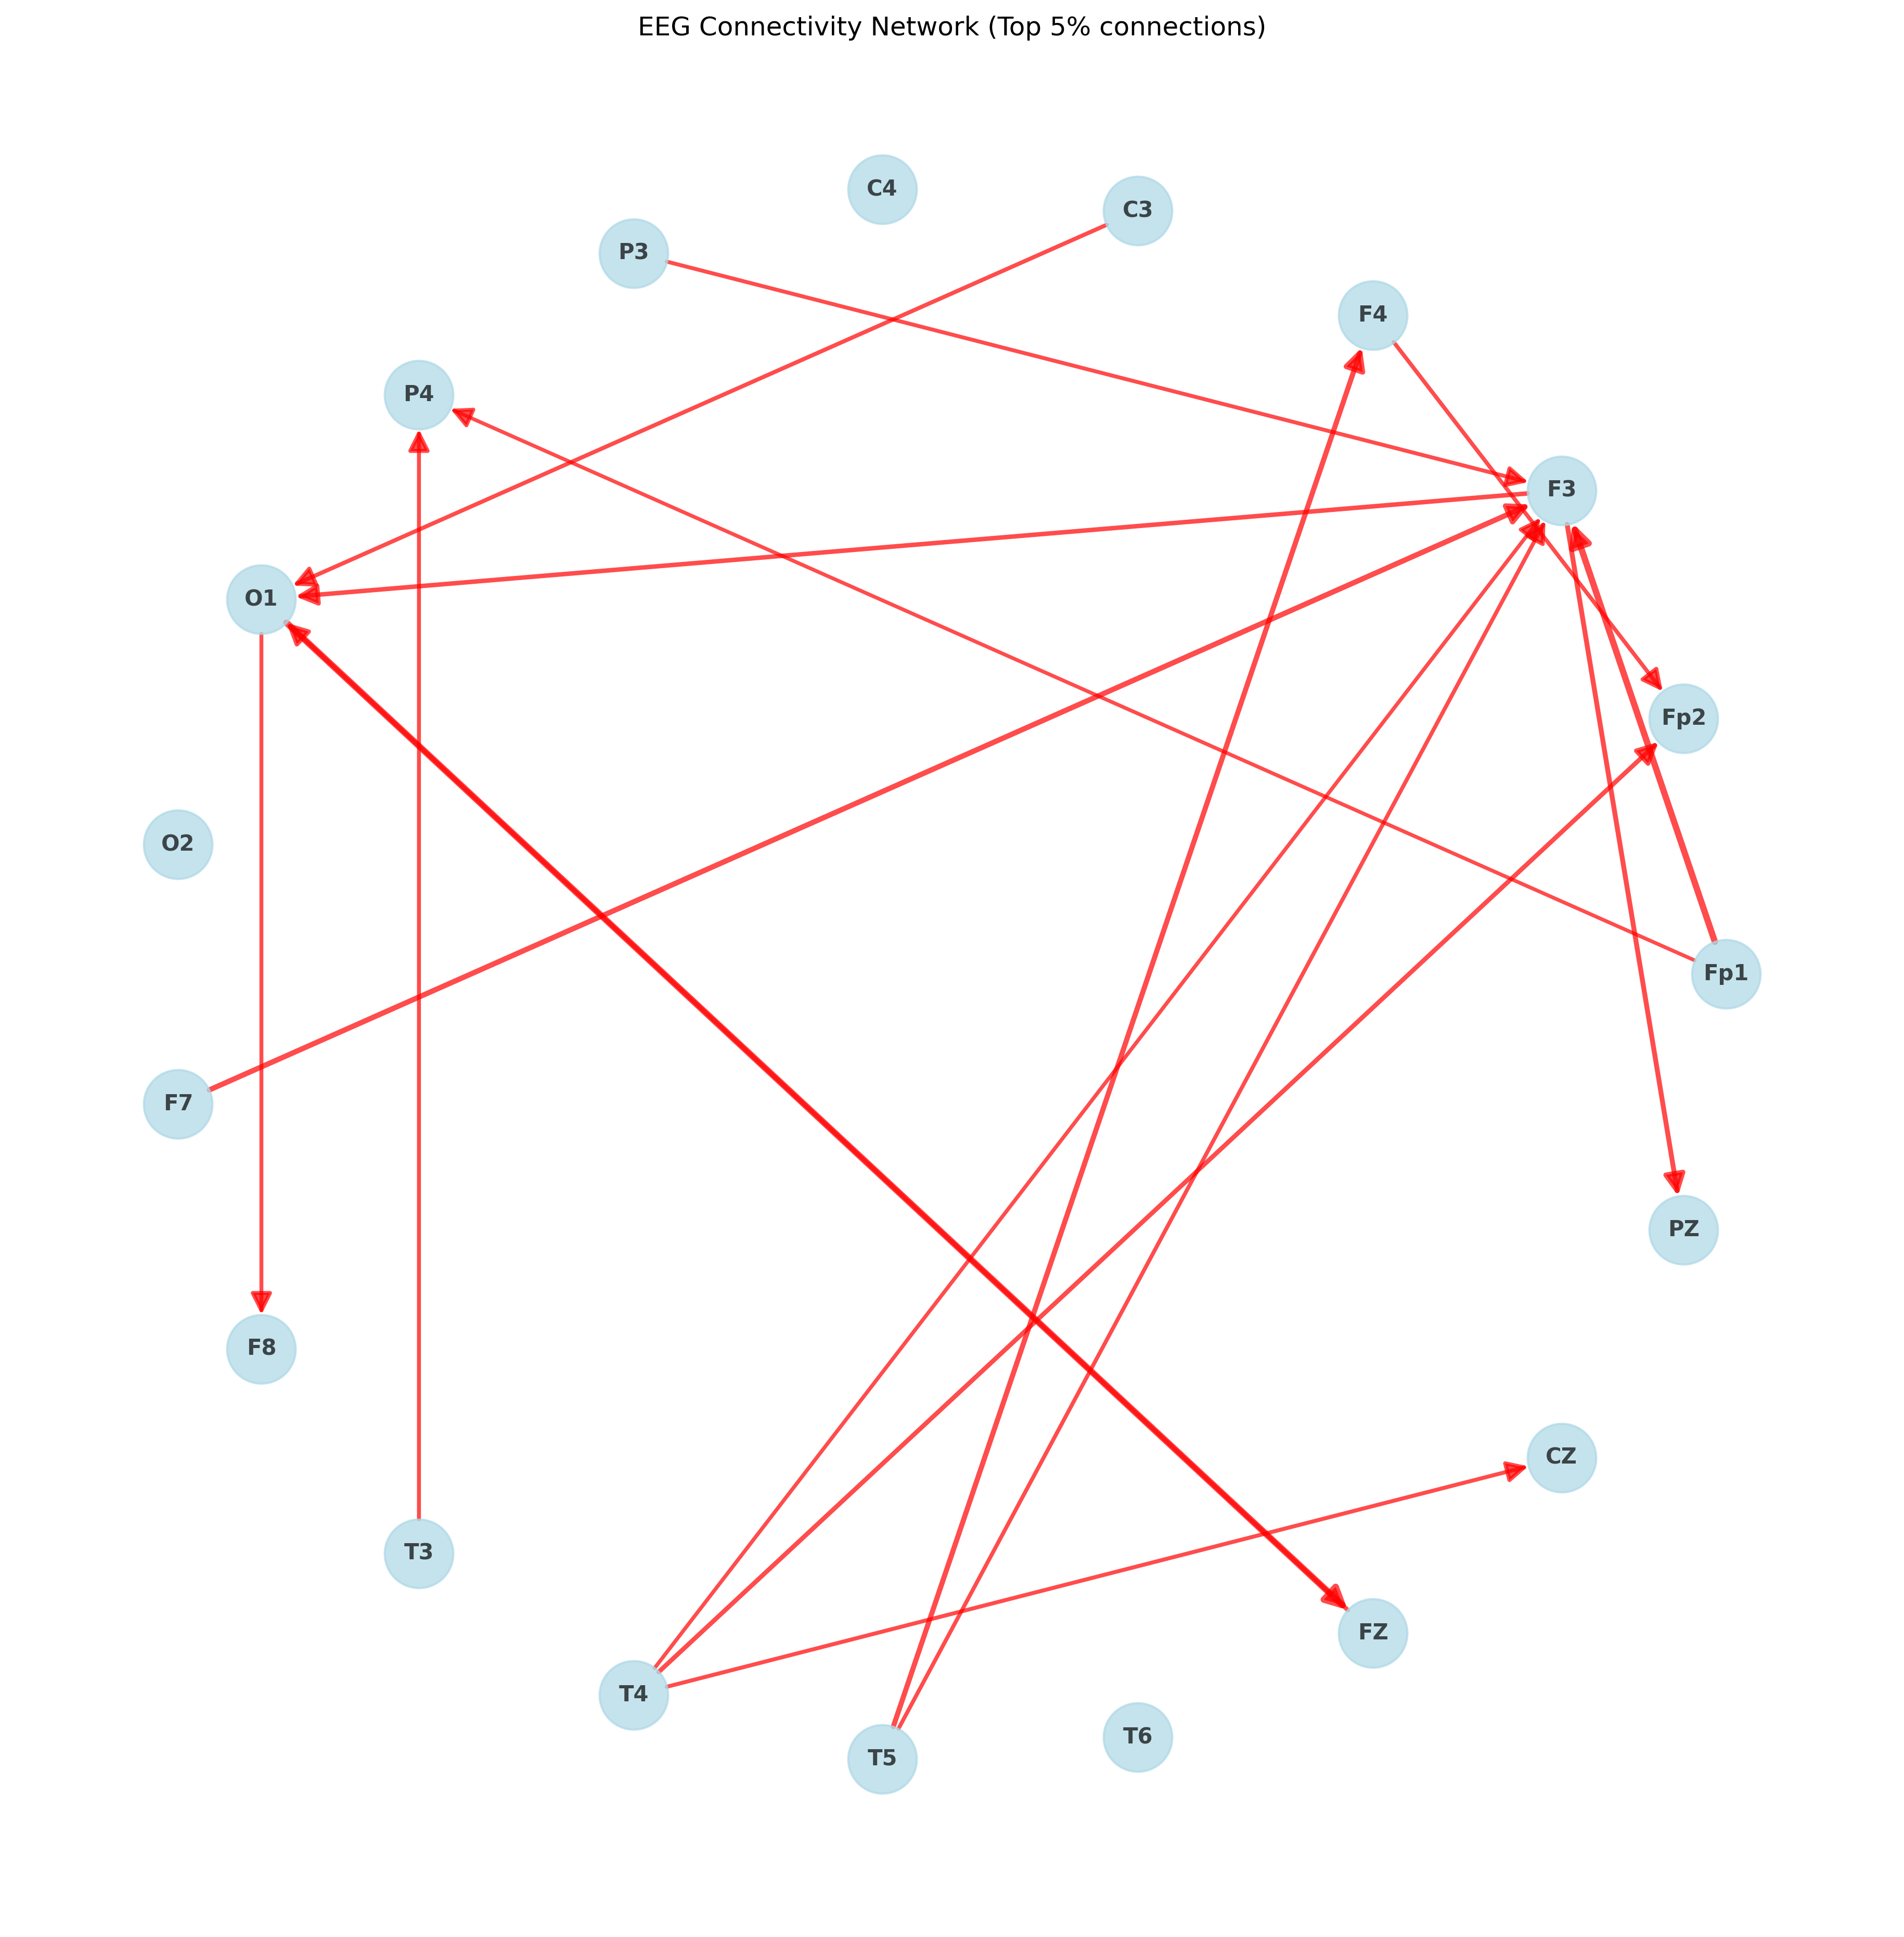 EEG Connectivity Network (Top 5% connections)
C4
C3
P3
F4
P4
F3
O1
Fp2
O2
Fp1
F7
PZ
F8
CZ
T3
FZ
T4
T6
T5